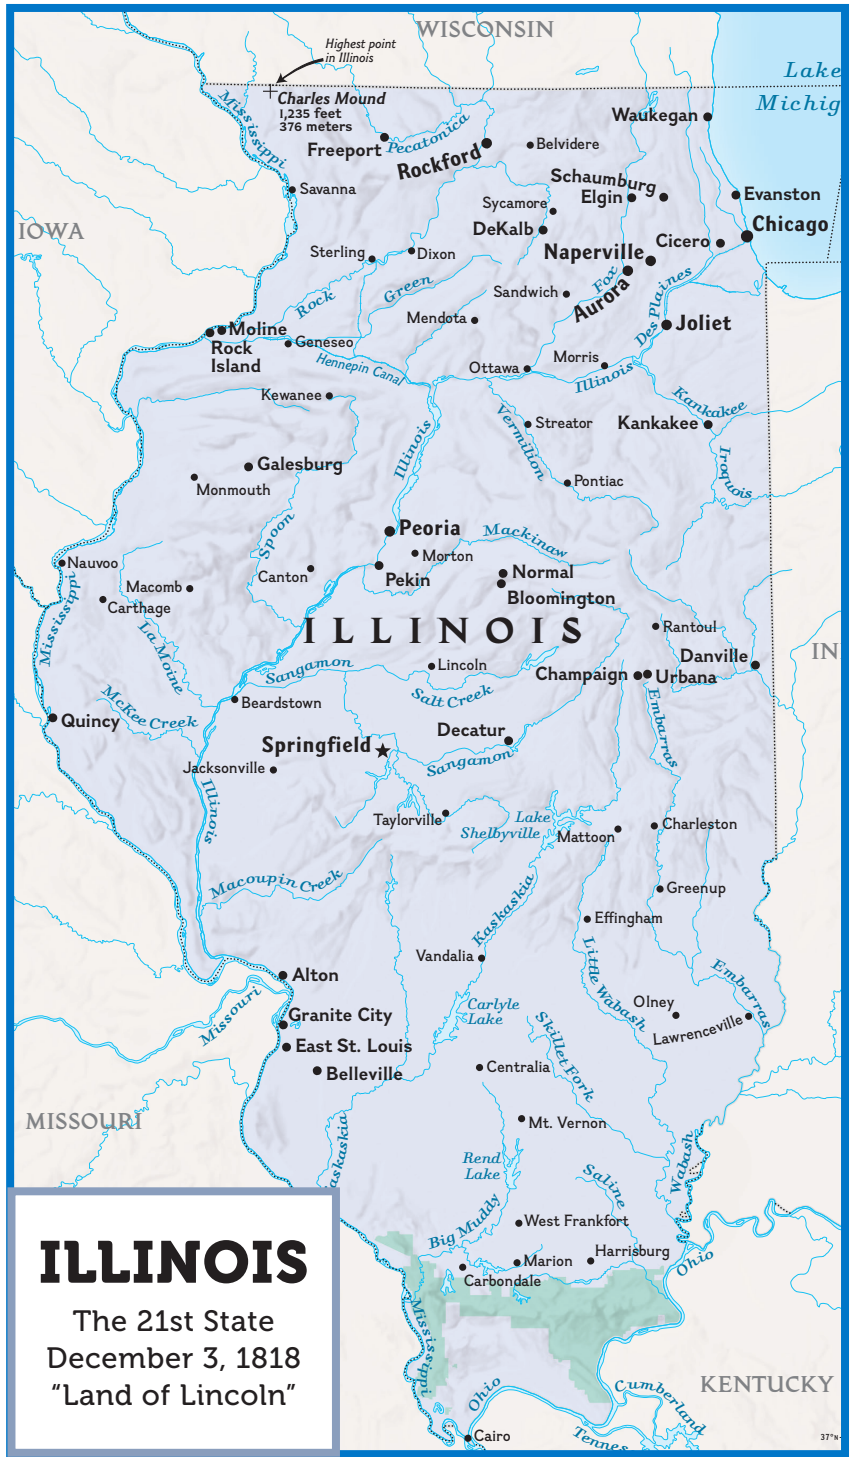 WISCONSIN
Highest point
in Illinois
Lake
Michig
Mississippi
Charles Mound
1,235 feet
376 meters
Waukegan
Freeport
Pecatonica
Rockford
Belvidere
Savanna
Schaumburg
Elgin
Evanston
Sycamore
DeKalb
Chicago
IOWA
Cicero
Naperville
Sterling
Dixon
Fox
Aurora
Sandwich
Green
Rock
Des Plaines
Mendota
Joliet
Moline
Rock
Island
Geneseo
Hennepin Canal
Morris
Ottawa
Illinois
Kewanee
Kankakee
Vermilion
Streator
Kankakee
Illinois
Iroquois
Galesburg
Monmouth
Pontiac
Spoon
Peoria
Mackinaw
Morton
Nauvoo
Canton
Pekin
Normal
Bloomington
Macomb
Carthage
Mississippi
La Moine
ILLINOIS
Rantoul
IN
Danville
Sangamon
Lincoln
Champaign
Urbana
Salt Creek
McKee Creek
Beardstown
Embarras
Quincy
Springfield
Decatur
Sangamon
Jacksonville
Illinois
Taylorville
Lake
Shelbyville
Mattoon
Charleston
Macoupin Creek
Greenup
Kaskaskia
Effingham
Vandalia
Little Wabash
Embarras
Alton
Missouri
Carlyle
Lake
Olney
Granite City
Skillet Fork
Lawrenceville
East St. Louis
Belleville
Centralia
MISSOURI
Mt. Vernon
askaskia
Rend
Lake
Wabash
Saline
Big Muddy
West Frankfort
Harrisburg
Marion
Ohio
Carbondale
Mississippi
ILLINOIS
The 21st State
December 3, 1818
“Land of Lincoln”
KENTUCKY
Ohio
Cumberland
Tennes
Cairo
37°N